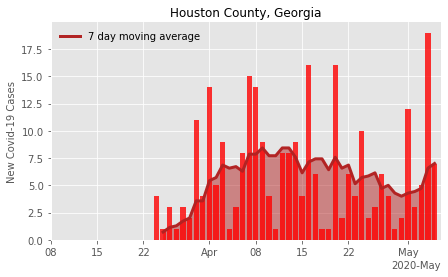 Houston County, Georgia
7 day moving average
New Covid-19 Cases
17.5
15.0
12.5
10.0
7.5
5.0
2.5
0.0
08 15 22 Apr 08 15 22 May
2020-May